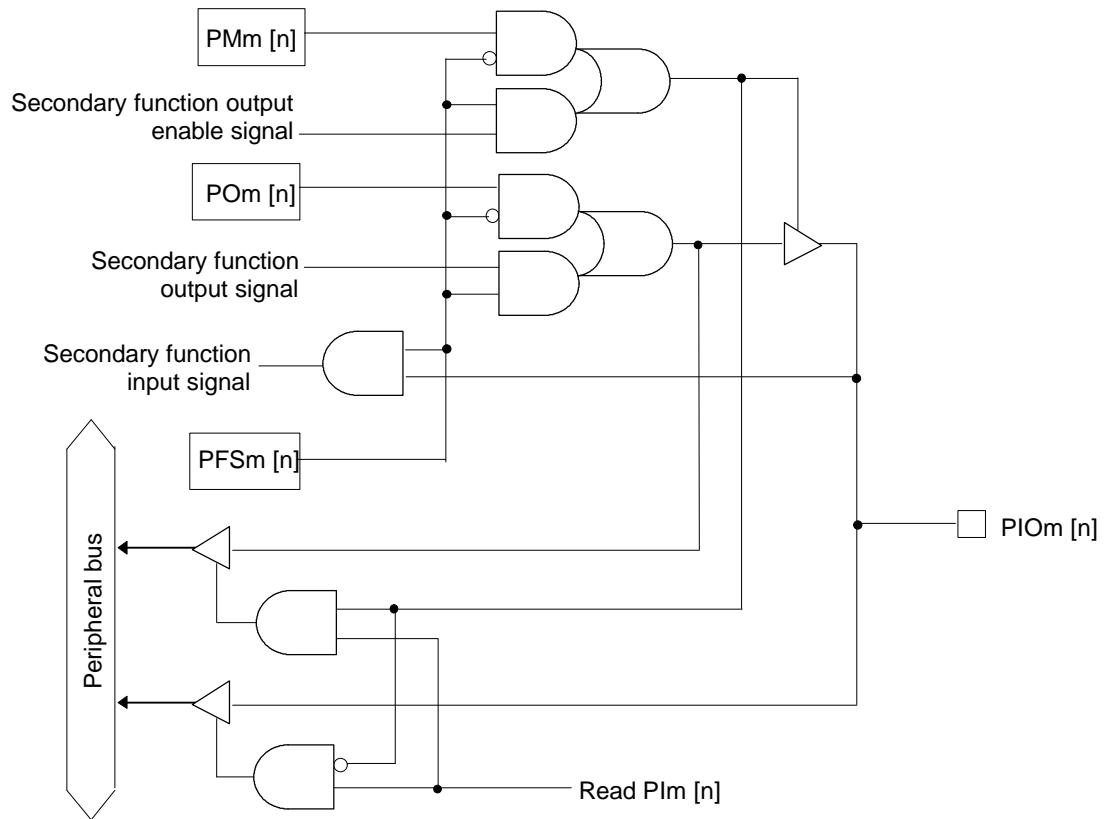 PMm [n]
Secondary function output
enable signal
POm [n]
Secondary function
output signal
Secondary function
input signal
PFSm [n]
PIOm [n]
Peripheral bus
Read PIm [n]